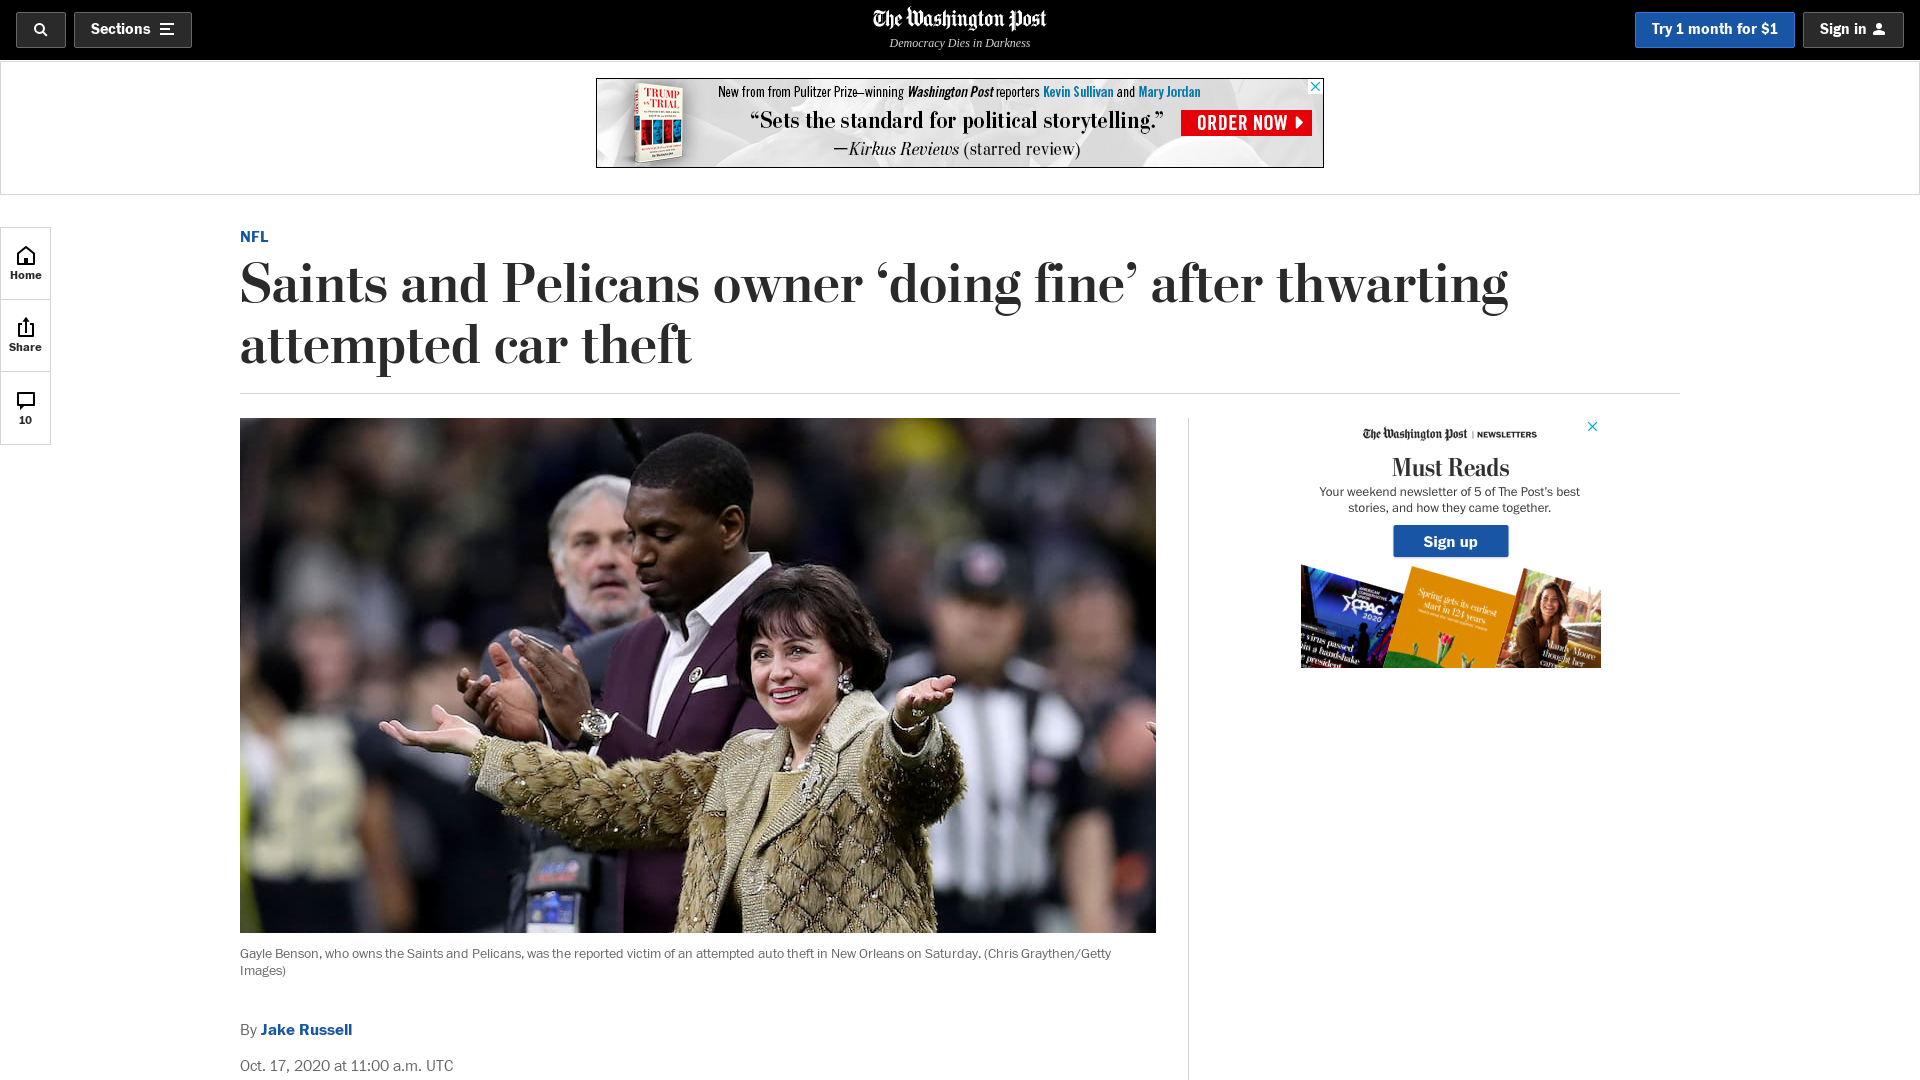 Sections
The Washington Post
Democracy Dies in Darkness
Try 1 month for $1
Sign in
TRUMP
ON TRIAL
New from from Pulitzer Prize–winning Washington Post reporters Kevin Sullivan and Mary Jordan
“Sets the standard for political storytelling.”
—Kirkus Reviews (starred review)
ORDER NOW
Home
Share
10
NFL
Saints and Pelicans owner ‘doing fine’ after thwarting
attempted car theft
Gayle Benson, who owns the Saints and Pelicans, was the reported victim of an attempted auto theft in New Orleans on Saturday. (Chris Graythen/Getty
Images)
By Jake Russell
Oct. 17, 2020 at 11:00 a.m. UTC
The Washington Post | NEWSLETTERS
Must Reads
Your weekend newsletter of 5 of The Post's best
stories, and how they came together.
Sign up
CPAC
2020
virus passed
a handshake
president
Spring gets its earliest
start in 124 years
Mandy Moore
thought her